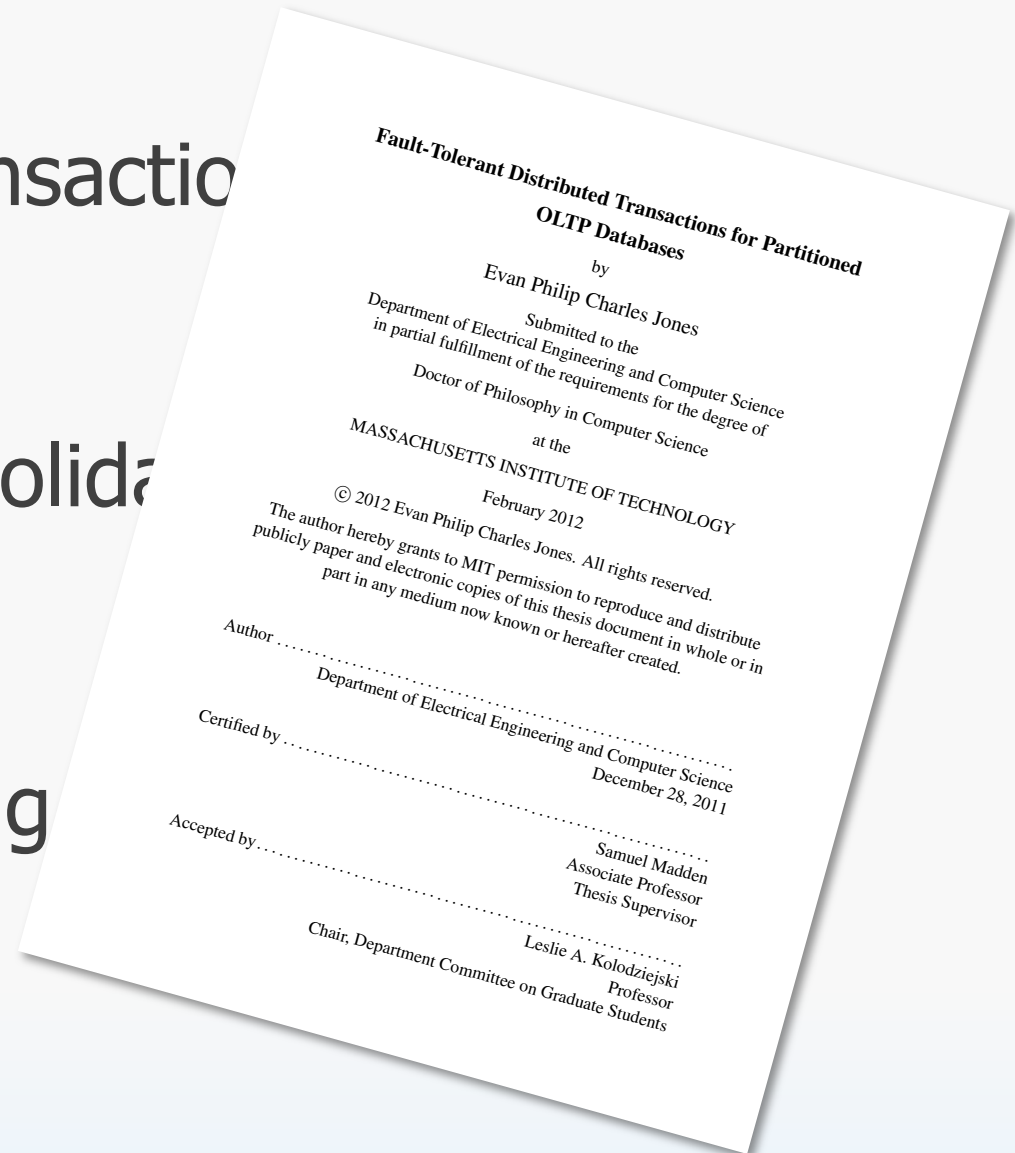 nsactio
olida
g
Fault-Tolerant Distributed Transactions for Partitioned
OLTP Databases
by
Evan Philip Charles Jones
Submitted to the
Department of Electrical Engineering and Computer Science
in partial fulfillment of the requirements for the degree of
Doctor of Philosophy in Computer Science
at the
MASSACHUSETTS INSTITUTE OF TECHNOLOGY
February 2012
© 2012 Evan Philip Charles Jones. All rights reserved.
The author hereby grants to MIT permission to reproduce and distribute
publicly paper and electronic copies of this thesis document in whole or in
part in any medium now known or hereafter created.
Author ..........................................................
Department of Electrical Engineering and Computer Science
December 28, 2011
Certified by ......................................................
Samuel Madden
Associate Professor
Thesis Supervisor
Accepted by ......................................................
Leslie A. Kolodziejski
Professor
Chair, Department Committee on Graduate Students